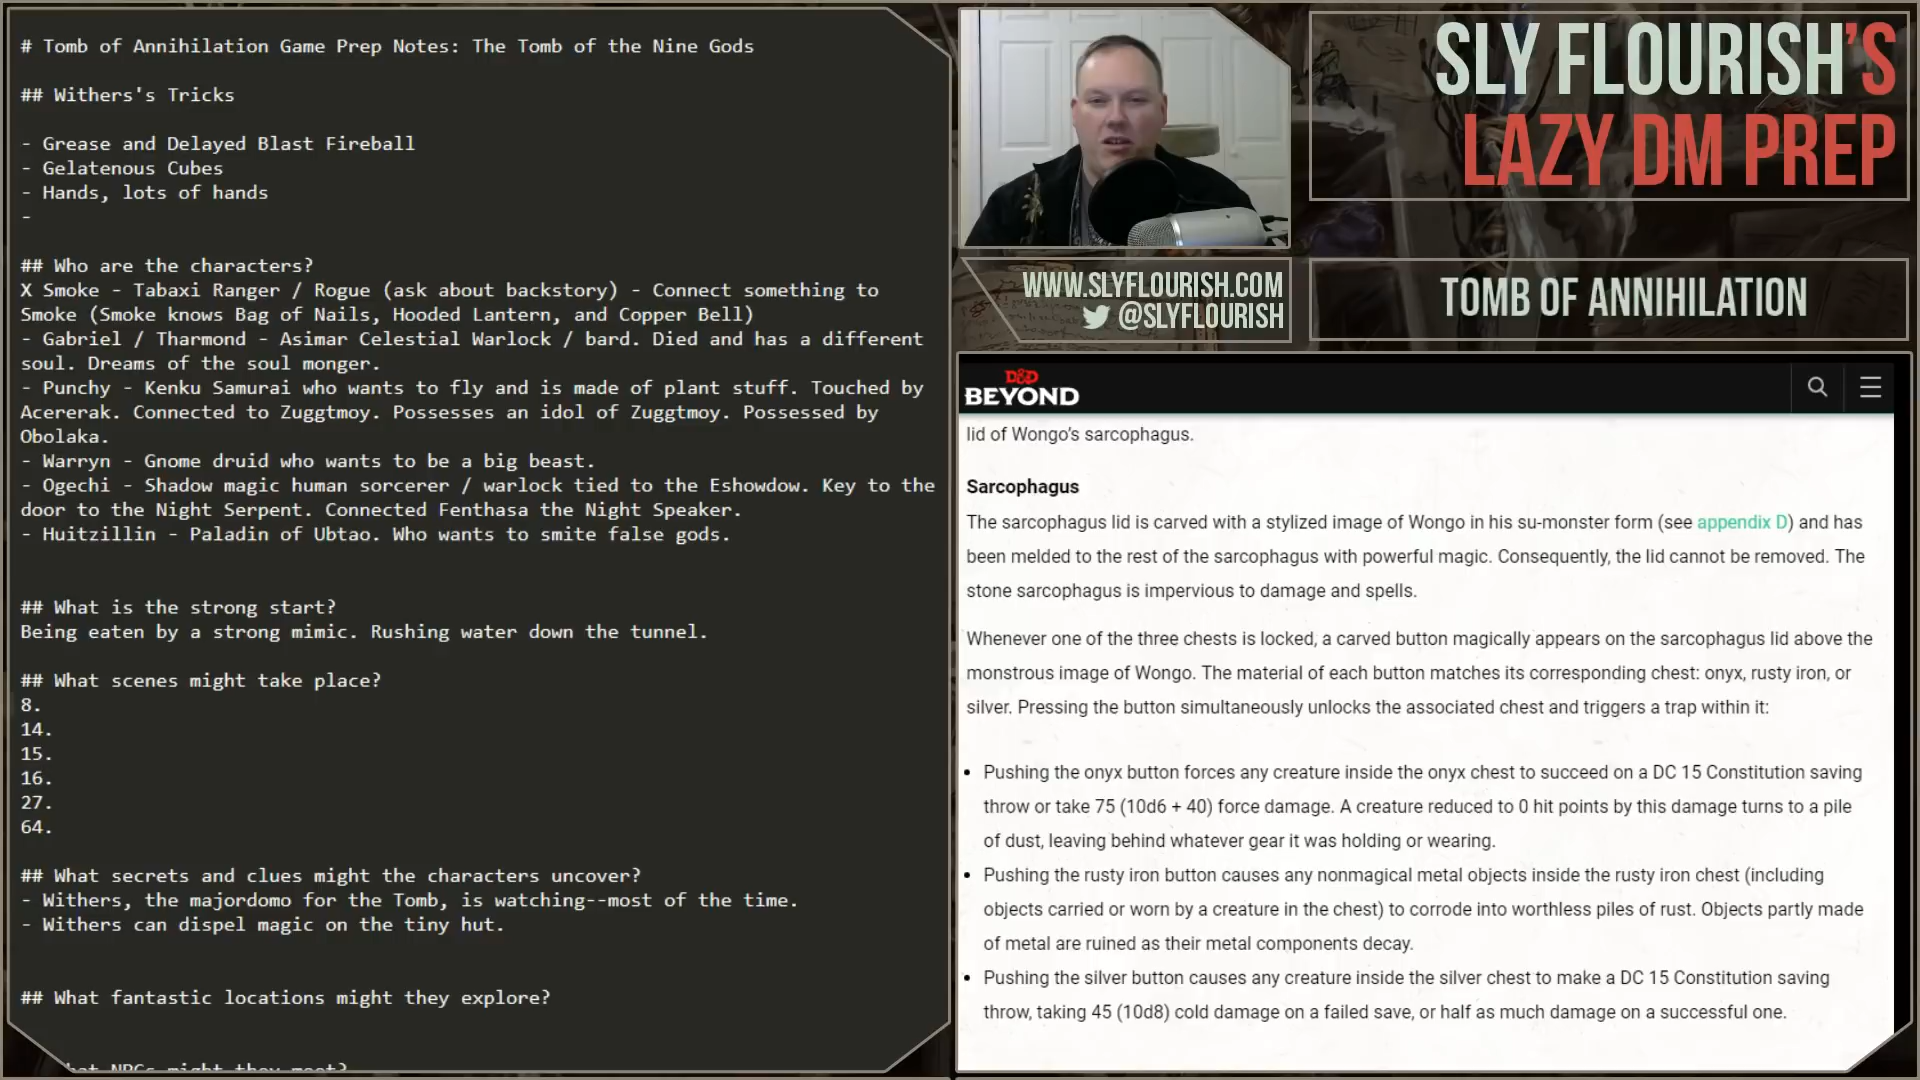 # Tomb of Annihilation Game Prep Notes: The Tomb of the Nine Gods
## Withers's Tricks
- Grease and Delayed Blast Fireball
- Gelatenous Cubes
- Hands, lots of hands
-
## Who are the characters?
X Smoke - Tabaxi Ranger / Rogue (ask about backstory) - Connect something to
Smoke (Smoke knows Bag of Nails, Hooded Lantern, and Copper Bell)
- Gabriel / Tharmond - Asimar Celestial Warlock / bard. Died and has a different
soul. Dreams of the soul monger.
- Punchy - Kenku Samurai who wants to fly and is made of plant stuff. Touched by
Acererak. Connected to Zuggtmoy. Possesses an idol of Zuggtmoy. Possessed by
Obolaka.
- Warryn - Gnome druid who wants to be a big beast.
- Ogechi - Shadow magic human sorcerer / warlock tied to the Eshowdow. Key to the
door to the Night Serpent. Connected Fenthasa the Night Speaker.
- Huitzillin - Paladin of Ubtao. Who wants to smite false gods.
## What is the strong start?
Being eaten by a strong mimic. Rushing water down the tunnel.
## What scenes might take place?
8.
14.
15.
16.
27.
64.
## What secrets and clues might the characters uncover?
- Withers, the majordomo for the Tomb, is watching--most of the time.
- Withers can dispel magic on the tiny hut.
## What fantastic locations might they explore?
hat NPCs might they meet?
WWW.SLYFLOURISH.COM
@SLYFLOURISH
SLY FLOURISH'S
LAZY DM PREP
TOMB OF ANNIHILATION
D&D
BEYOND
lid of Wongo's sarcophagus.
Sarcophagus
The sarcophagus lid is carved with a stylized image of Wongo in his su-monster form (see appendix D) and has
been melded to the rest of the sarcophagus with powerful magic. Consequently, the lid cannot be removed. The
stone sarcophagus is impervious to damage and spells.
Whenever one of the three chests is locked, a carved button magically appears on the sarcophagus lid above the
monstrous image of Wongo. The material of each button matches its corresponding chest: onyx, rusty iron, or
silver. Pressing the button simultaneously unlocks the associated chest and triggers a trap within it:
• Pushing the onyx button forces any creature inside the onyx chest to succeed on a DC 15 Constitution saving
throw or take 75 (10d6 + 40) force damage. A creature reduced to 0 hit points by this damage turns to a pile
of dust, leaving behind whatever gear it was holding or wearing.
• Pushing the rusty iron button causes any nonmagical metal objects inside the rusty iron chest (including
objects carried or worn by a creature in the chest) to corrode into worthless piles of rust. Objects partly made
of metal are ruined as their metal components decay.
• Pushing the silver button causes any creature inside the silver chest to make a DC 15 Constitution saving
throw, taking 45 (10d8) cold damage on a failed save, or half as much damage on a successful one.